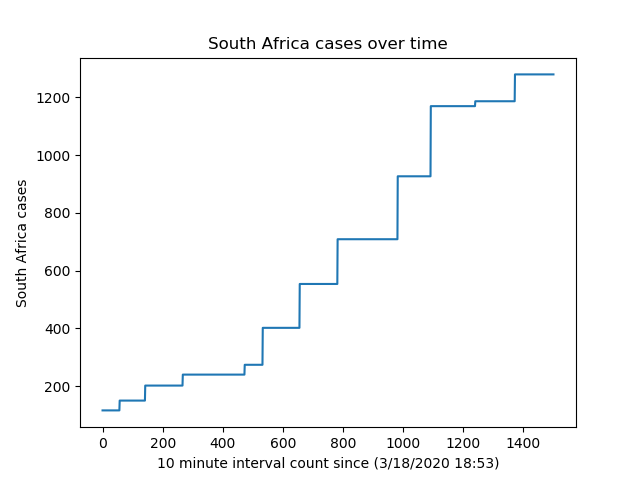 South Africa cases over time
1200
1000
800
600
400
200
South Africa cases
0 200 400 600 800 1000 1200 1400
10 minute interval count since (3/18/2020 18:53)